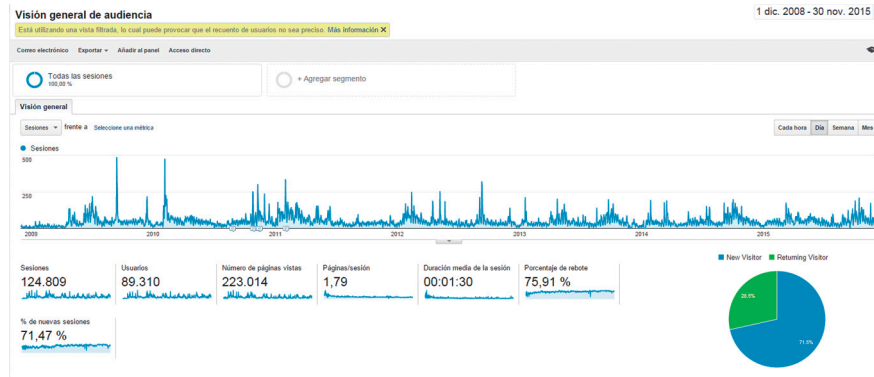 Visión general de audiencia
1 dic. 2008 - 30 nov. 2015
Está utilizando una vista filtrada, lo cual puede provocar que el recuento de usuarios no sea preciso. Más información X
Correo electrónico Exportar Añadir al panel Acceso directo
Todas las sesiones
100,00 %
+ Agregar segmento
Visión general
Sesiones frente a Seleccione una métrica
Cada hora Día Semana Mes
Sesiones
500
250
2009 2010 2011 2012 2013 2014 2015
New Visitor Returning Visitor
Sesiones
124.809
Usuarios
89.310
Número de páginas vistas
223.014
Páginas/sesión
1,79
Duración media de la sesión
00:01:30
Porcentaje de rebote
75,91 %
% de nuevas sesiones
71,47 %
28.5%
71.5%